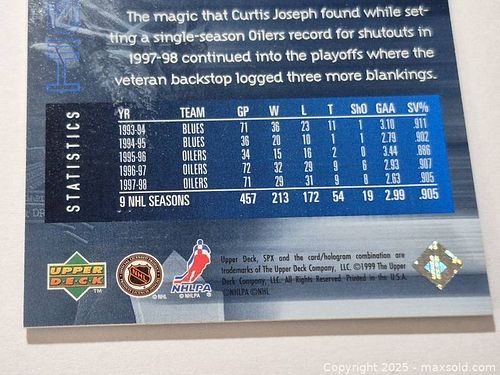 The magic that Curtis Joseph found while set-
ting a single-season Oilers record for shutouts in
1997-98 continued into the playoffs where the
veteran backstop logged three more blankings.
STATISTICS
YR TEAM GP W L T ShO GAA SV%
1993-94 BLUES 71 36 23 11 1 3.10 .911
1994-95 BLUES 36 20 10 1 1 2.79 .902
1995-96 OILERS 34 15 16 2 0 3.44 .886
1996-97 OILERS 72 32 29 9 6 2.93 .907
1997-98 OILERS 71 29 31 9 8 2.63 .905
9 NHL SEASONS 457 213 172 54 19 2.99 .905
UPPER
DECK
TM
NHL
©NHL
NHLPA
©NHLPA
Upper Deck, SPX and the card/hologram combination are
trademarks of The Upper Deck Company, LLC. ©1999 The Upper
Deck Company, LLC. All Rights Reserved. Printed in the U.S.A.
©NHLPA ©NHL
Copyright 2025 - maxsold.com